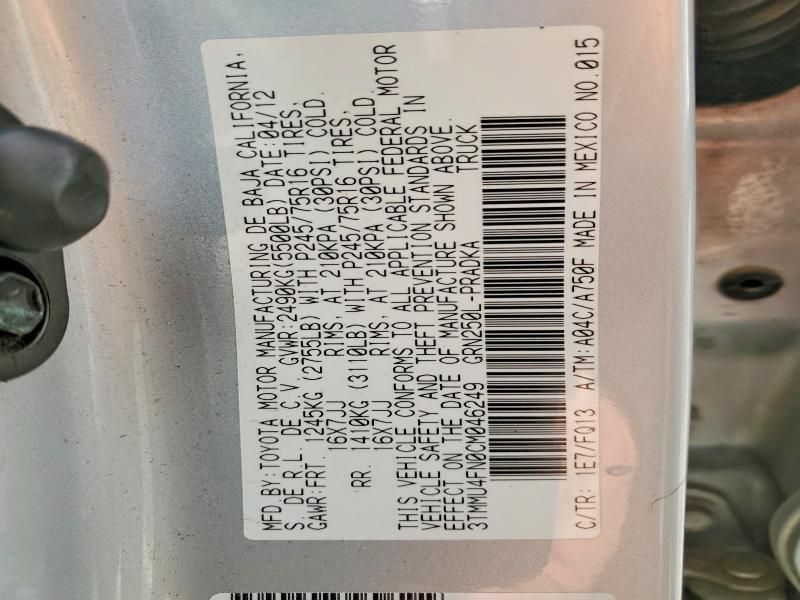 MFD.BY:TOYOTA MOTOR MANUFACTURING DE BAJA CALIFORNIA,
S. DE R.L. DE C.V. GVWR:2490KG(5500LB) DATE:04/12
GAWR:FRT. 1245KG (2755LB) WITH P245/75R16 TIRES,
16X7JJ RIMS, AT 210KPA (30PSI) COLD.
RR. 1410KG (3110LB) WITH P245/75R16 TIRES,
16X7JJ RIMS, AT 210KPA (30PSI) COLD.
THIS VEHICLE CONFORMS TO ALL APPLICABLE FEDERAL MOTOR
VEHICLE SAFETY AND THEFT PREVENTION STANDARDS IN
EFFECT ON THE DATE OF MANUFACTURE SHOWN ABOVE.
3TMMU4FN0CM046249 GRN250L-PRADKA TRUCK
C/TR: 1E7/FQ13 A/TM:A04C/A750F MADE IN MEXICO NO.015